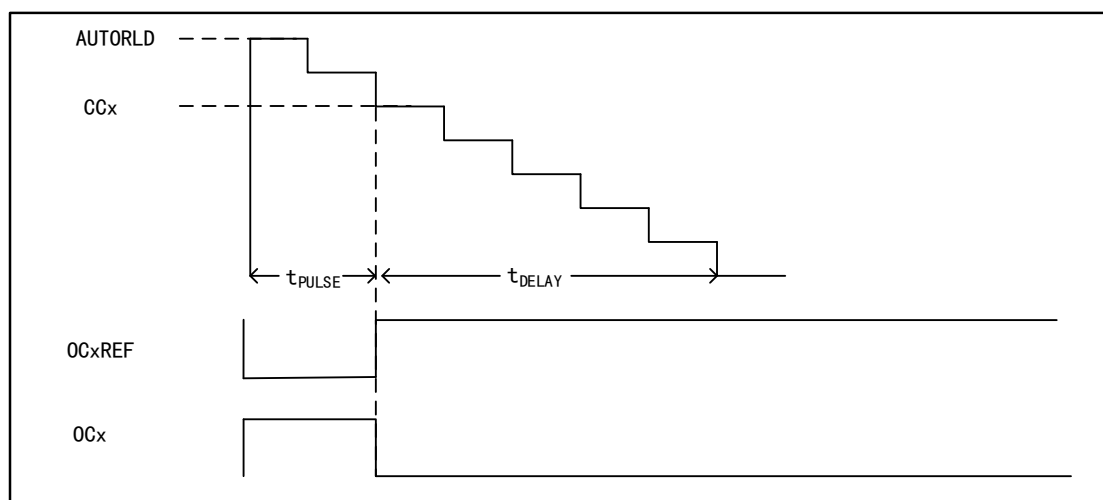 AUTORLD
CCx
tPULSE
tDELAY
OCxREF
OCx